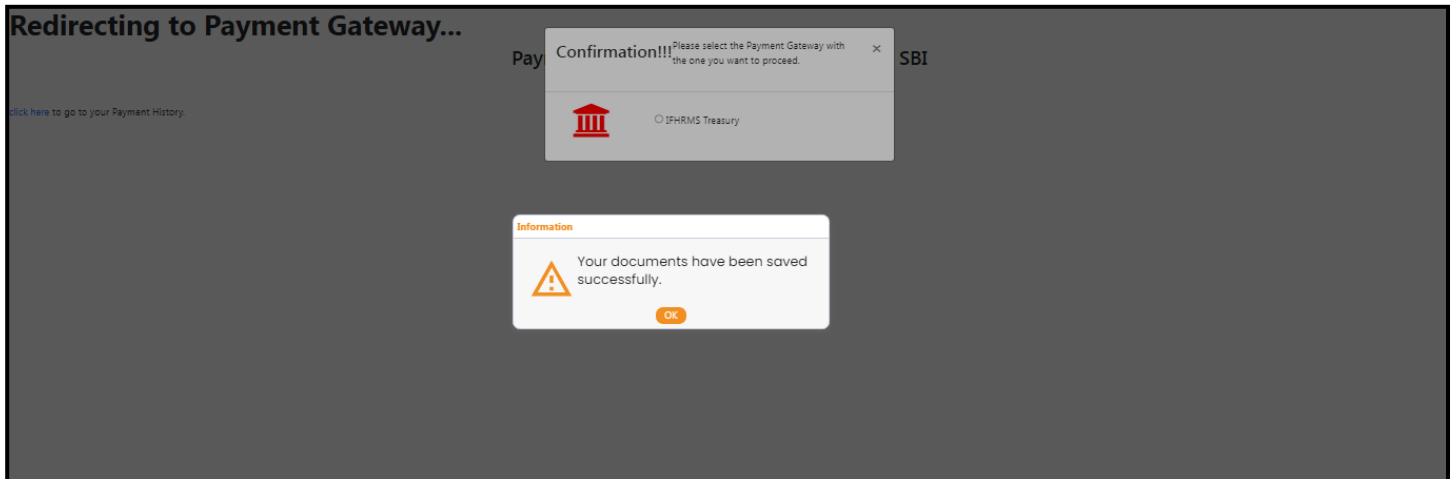 Redirecting to Payment Gateway...
Pay
SBI
Confirmation!!!
Please select the Payment Gateway with
the one you want to proceed.
×
click here to go to your Payment History.
IFHRMS Treasury
Information
Your documents have been saved
successfully.
OK